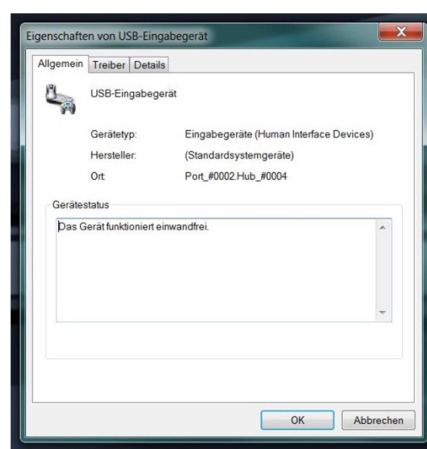 Eigenschaften von USB-Eingabegerät
Allgemein Treiber Details
USB-Eingabegerät
Gerätetyp: Eingabegeräte (Human Interface Devices)
Hersteller: (Standardsystemgeräte)
Ort: Port_#0002.Hub_#0004
Gerätestatus
Das Gerät funktioniert einwandfrei.
OK Abbrechen